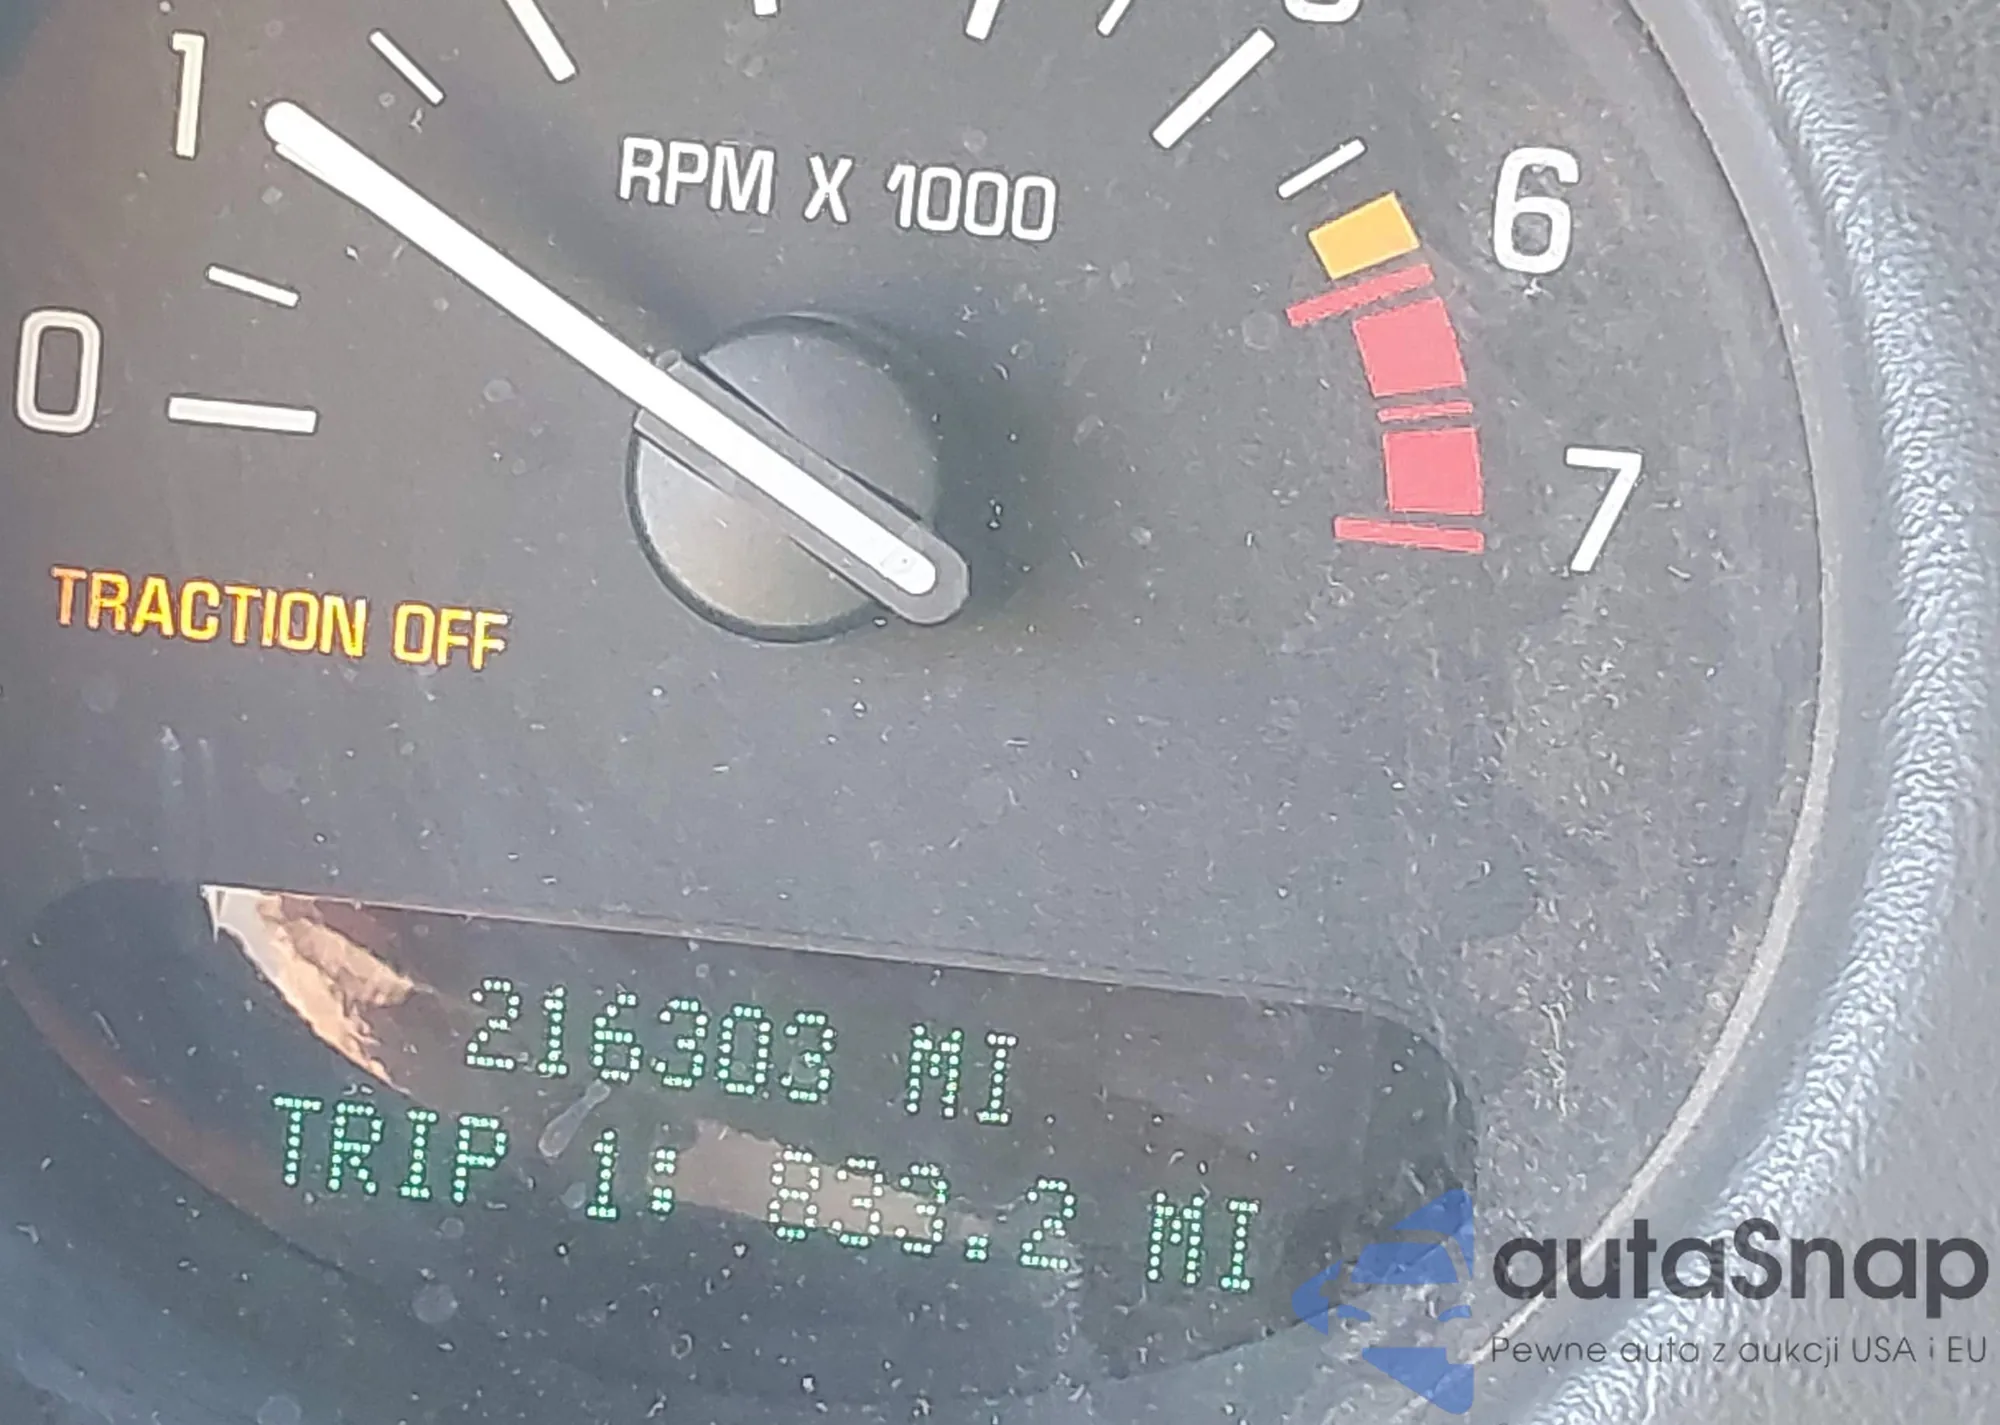 1
RPM X 1000
6
0
7
TRACTION OFF
216303 MI
TRIP 1: 833.2 MI
autaSnap
Pewne auta z aukcji USA i EU